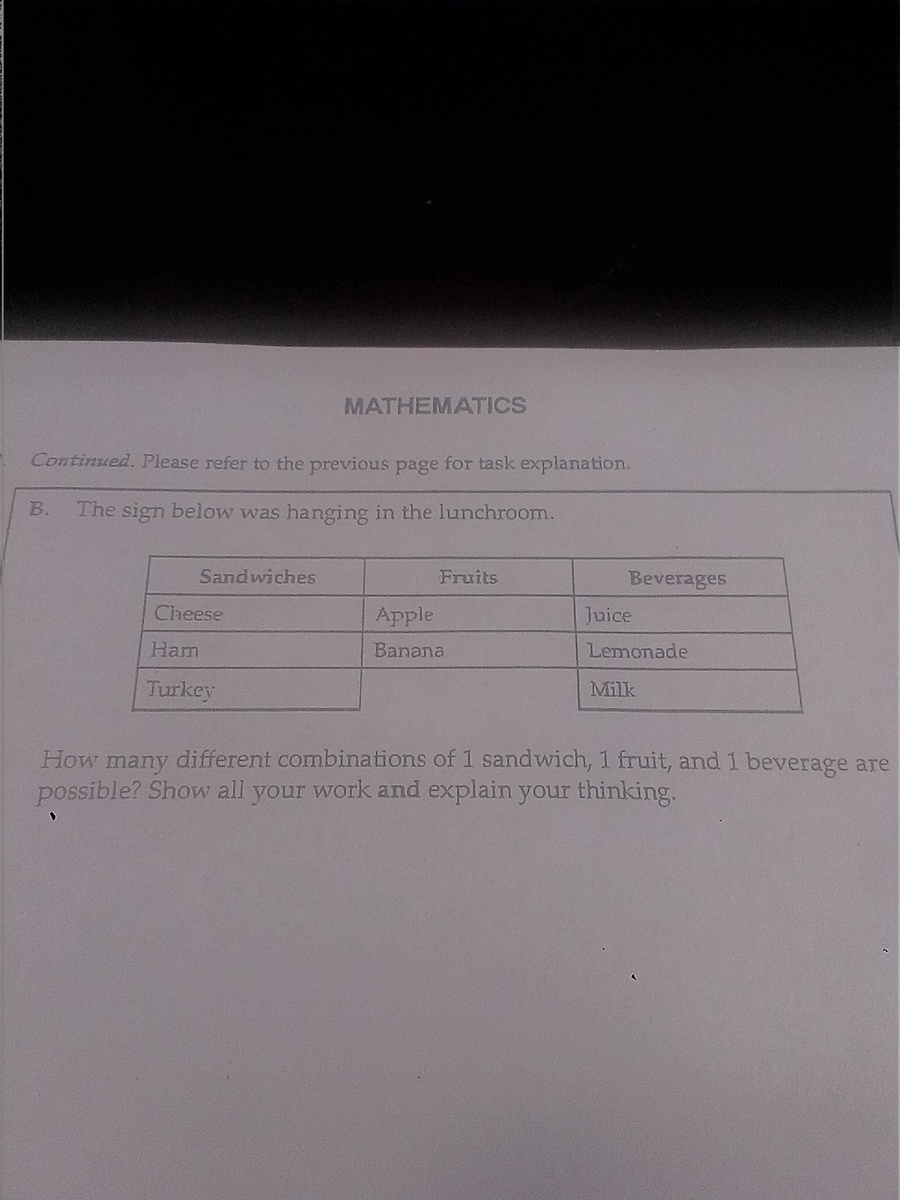 MATHEMATICS
Continued. Please refer to the previous page for task explanation.
B. The sign below was hanging in the lunchroom.
Sandwiches Fruits Beverages
Cheese Apple Juice
Ham Banana Lemonade
Turkey Milk
How many different combinations of 1 sandwich, 1 fruit, and 1 beverage are
possible? Show all your work and explain your thinking.